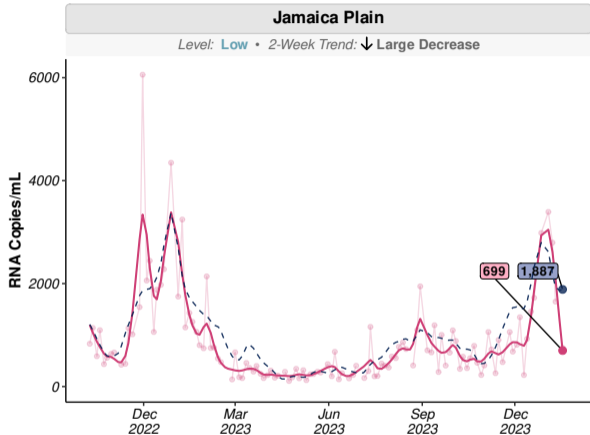 Jamaica Plain
Level: Low • 2-Week Trend: ↓ Large Decrease
RNA Copies/mL
6000
4000
2000
0
699
1,887
Dec 2022
Mar 2023
Jun 2023
Sep 2023
Dec 2023